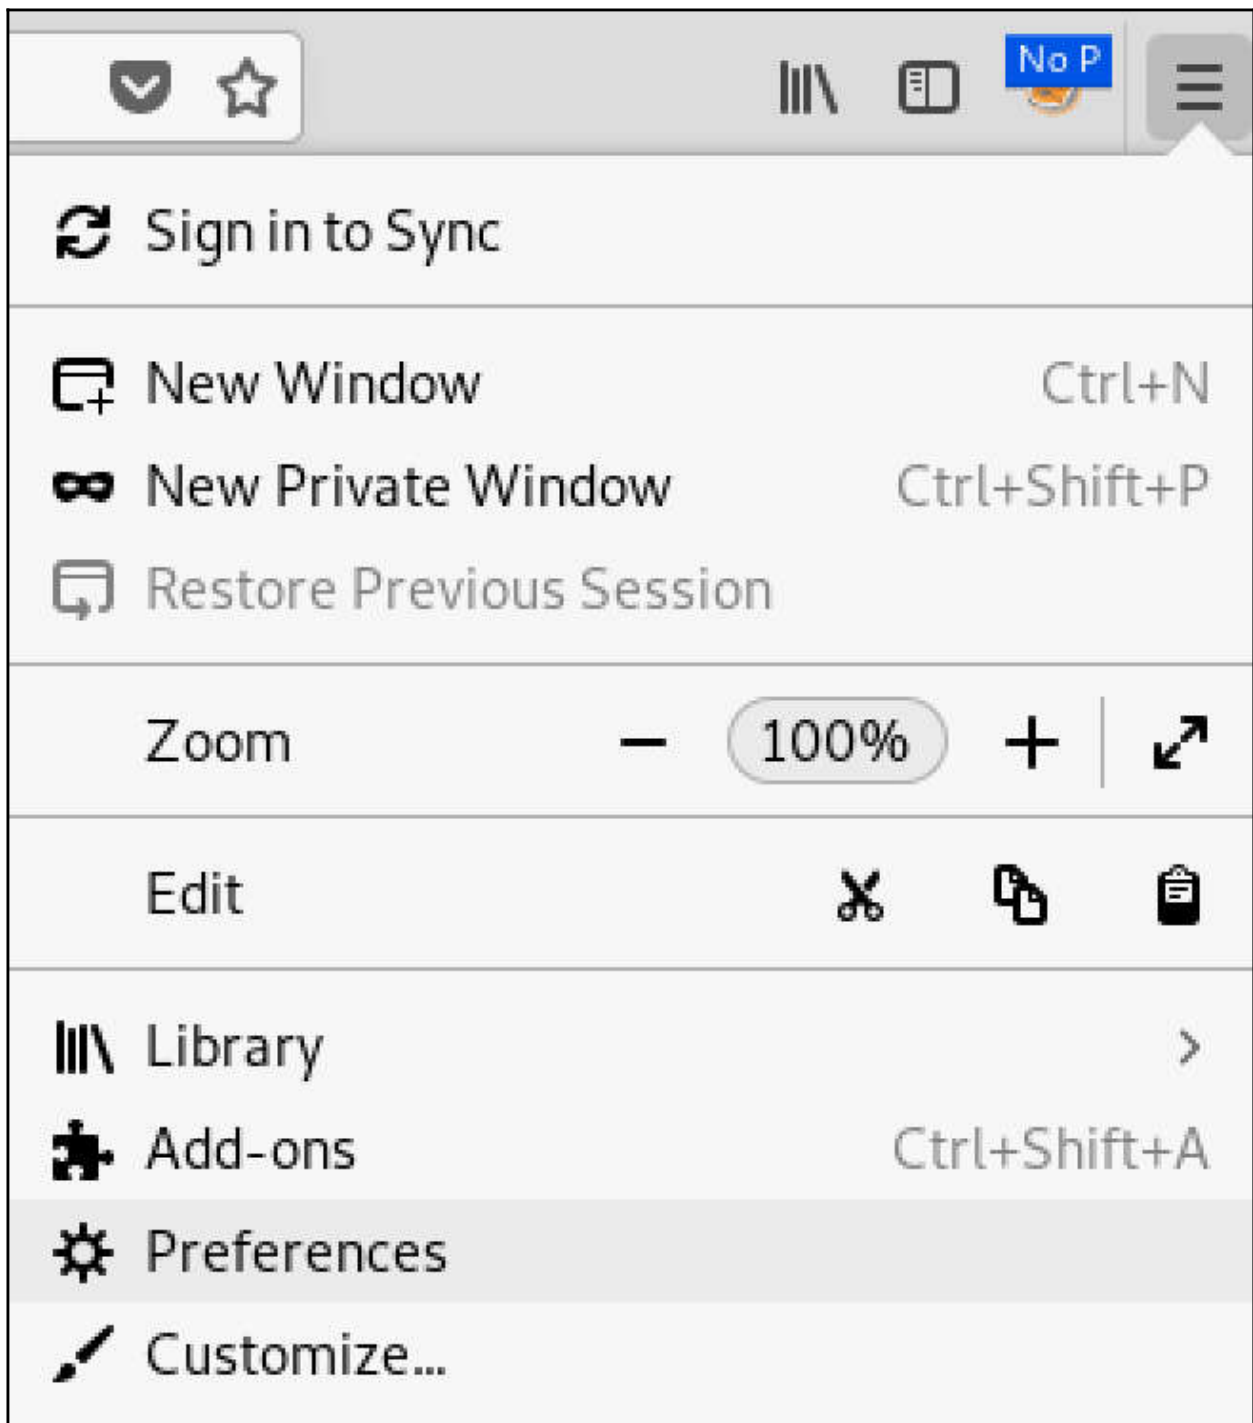 No P
Sign in to Sync
New Window Ctrl+N
New Private Window Ctrl+Shift+P
Restore Previous Session
Zoom − 100% +
Edit
Library
Add-ons Ctrl+Shift+A
Preferences
Customize...